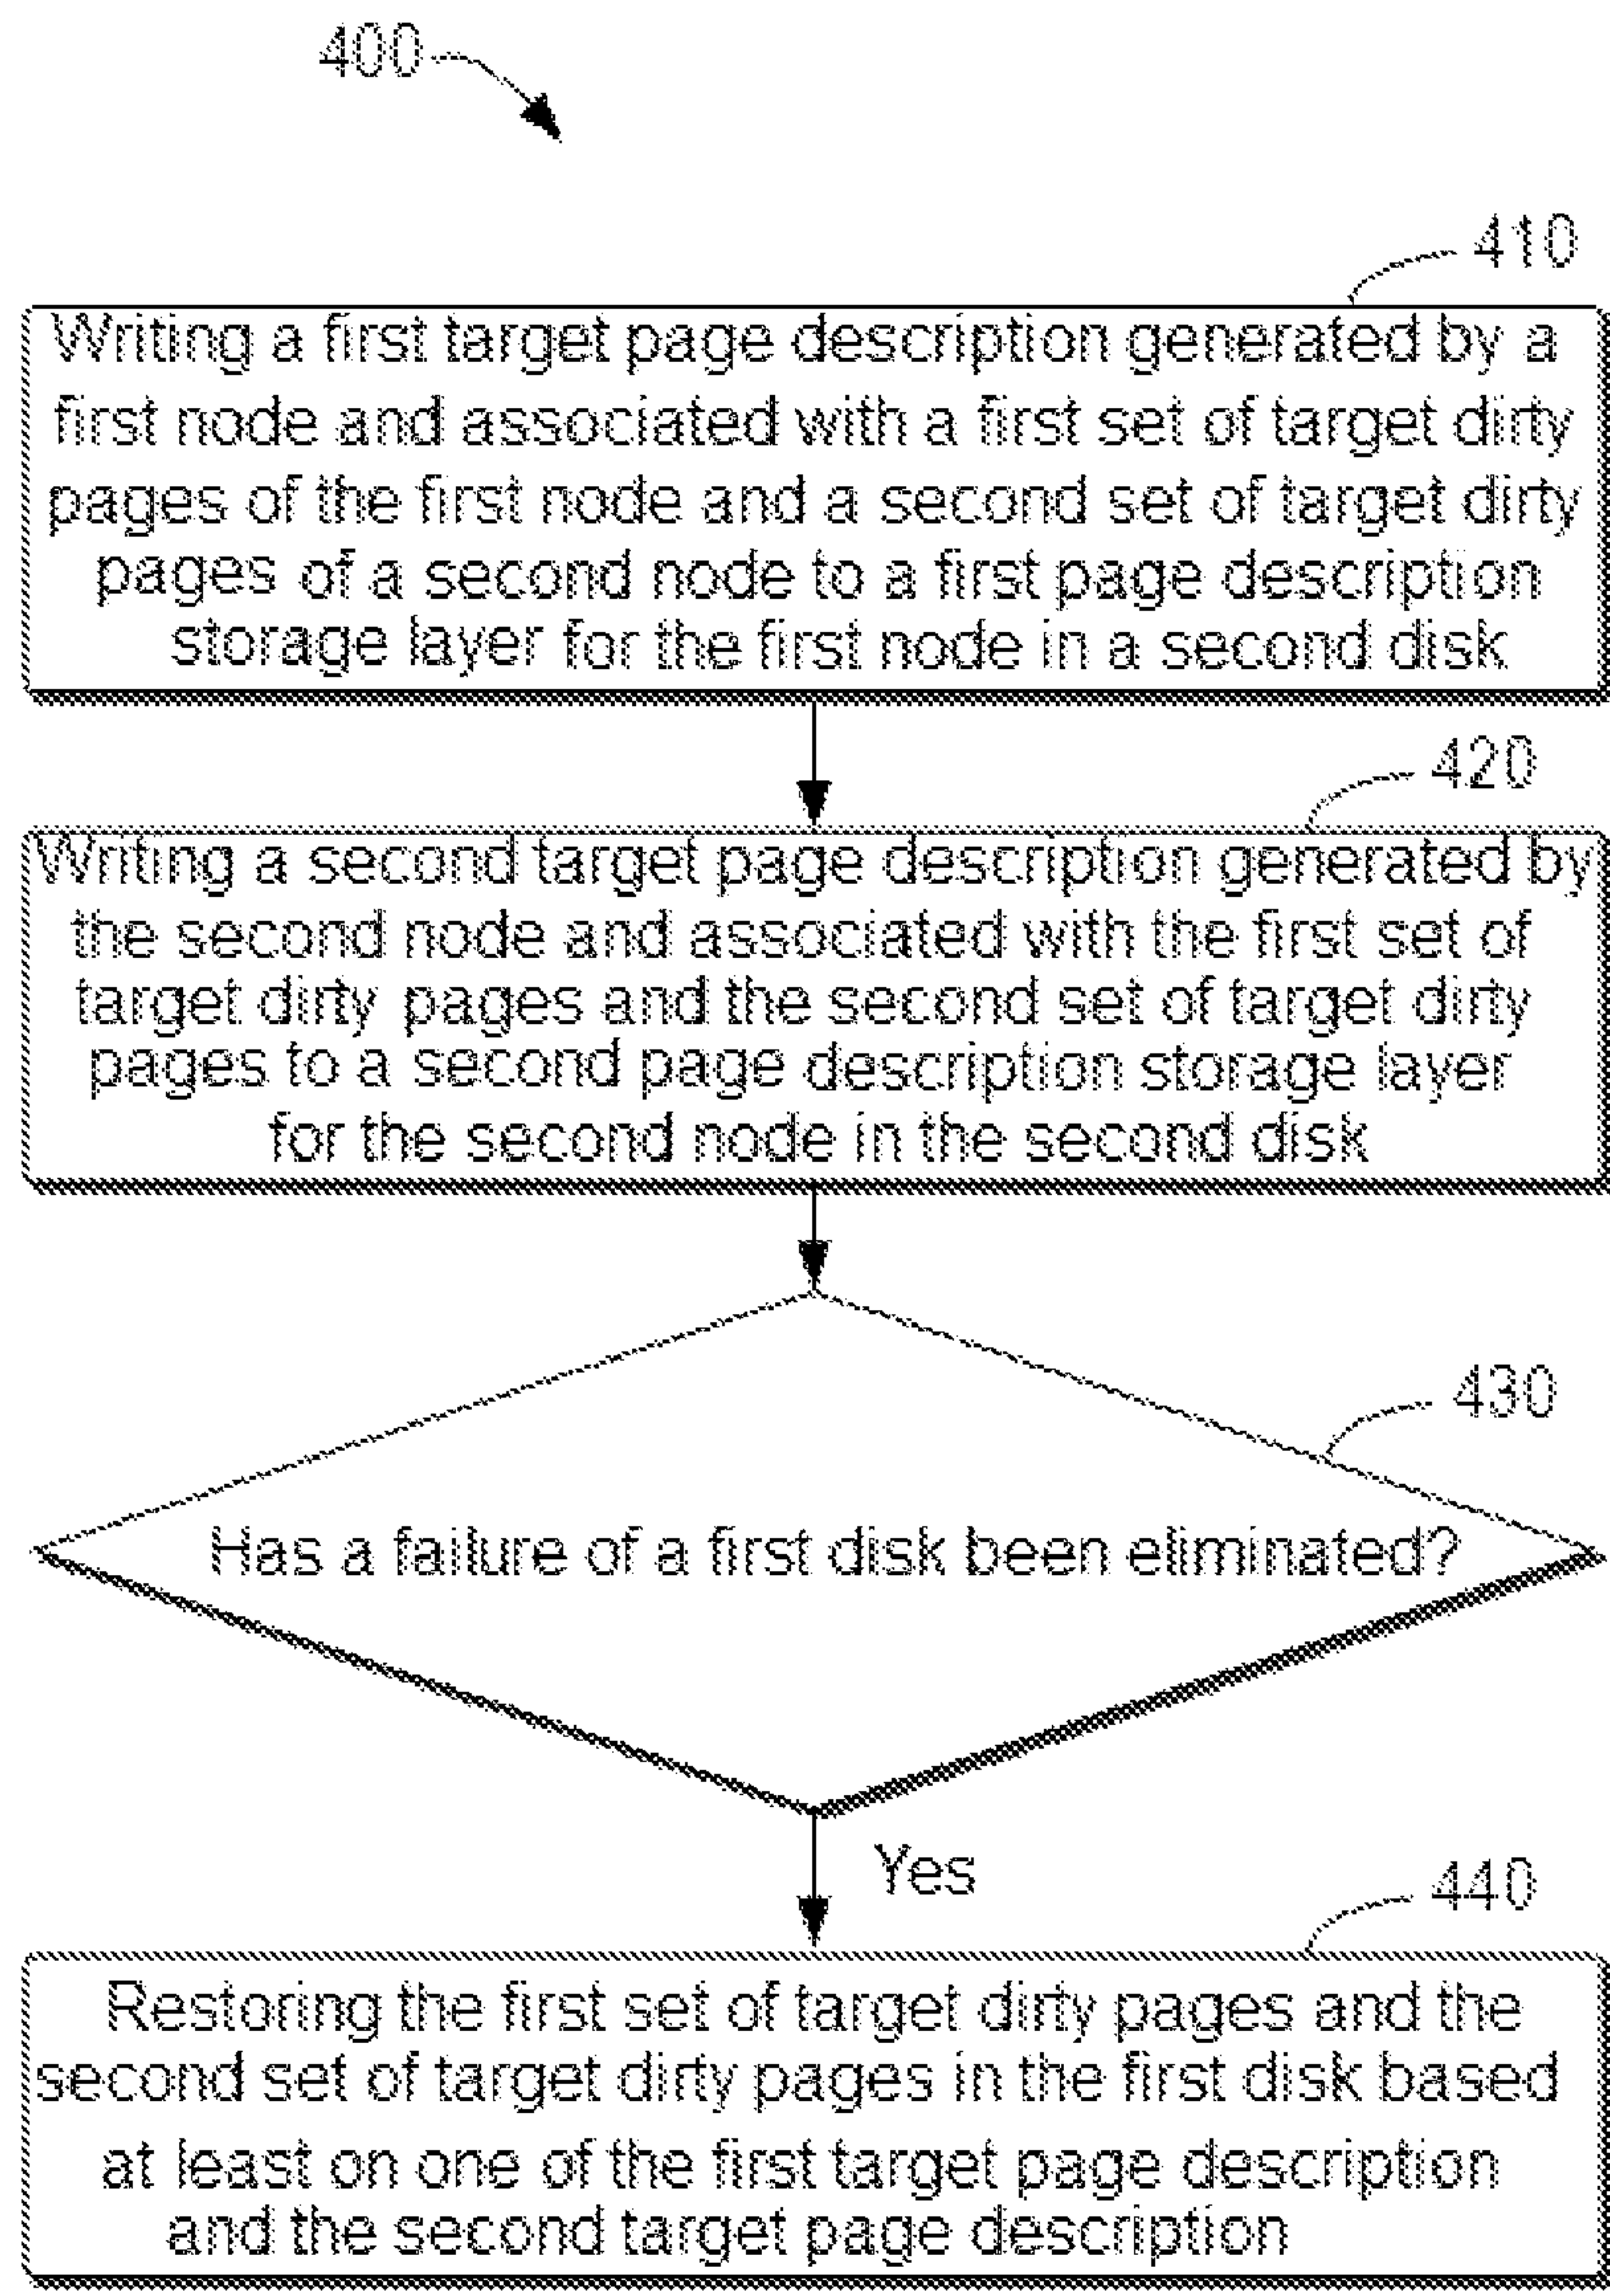 400
410
Writing a first target page description generated by a
first node and associated with a first set of target dirty
pages of the first node and a second set of target dirty
pages of a second node to a first page description
storage layer for the first node in a second disk
420
Writing a second target page description generated by
the second node and associated with the first set of
target dirty pages and the second set of target dirty
pages to a second page description storage layer
for the second node in the second disk
430
Has a failure of a first disk been eliminated?
Yes
440
Restoring the first set of target dirty pages and the
second set of target dirty pages in the first disk based
at least on one of the first target page description
and the second target page description